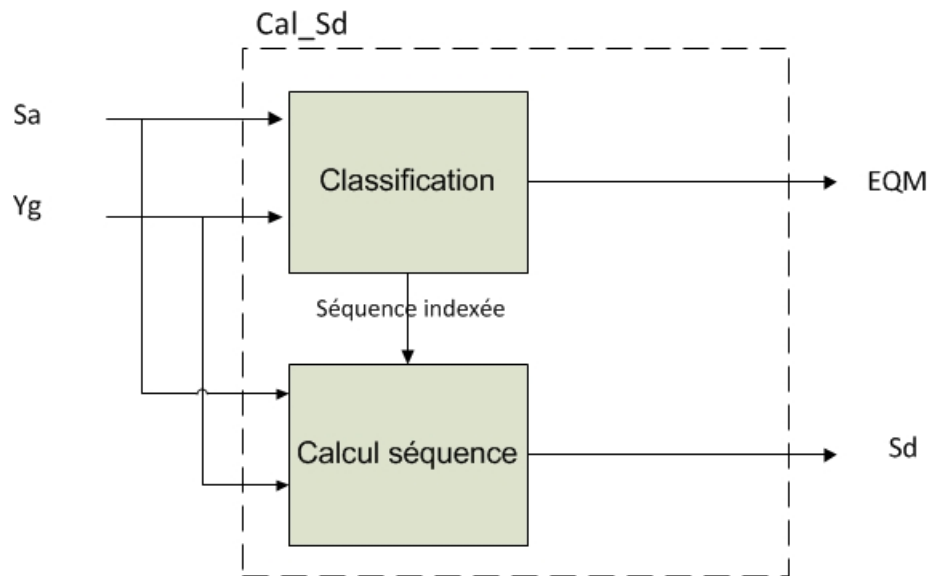 Cal_Sd
Sa
Classification
EQM
Yg
Séquence indexée
Calcul séquence
Sd